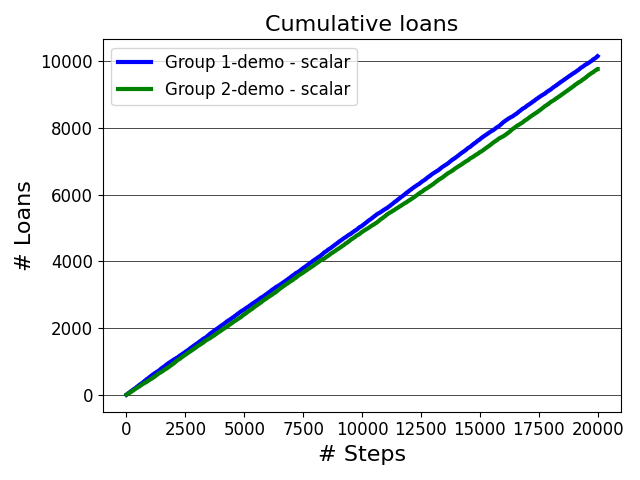 Cumulative loans
Group 1-demo - scalar
Group 2-demo - scalar
# Loans
10000
8000
6000
4000
2000
0
0 2500 5000 7500 10000 12500 15000 17500 20000
# Steps